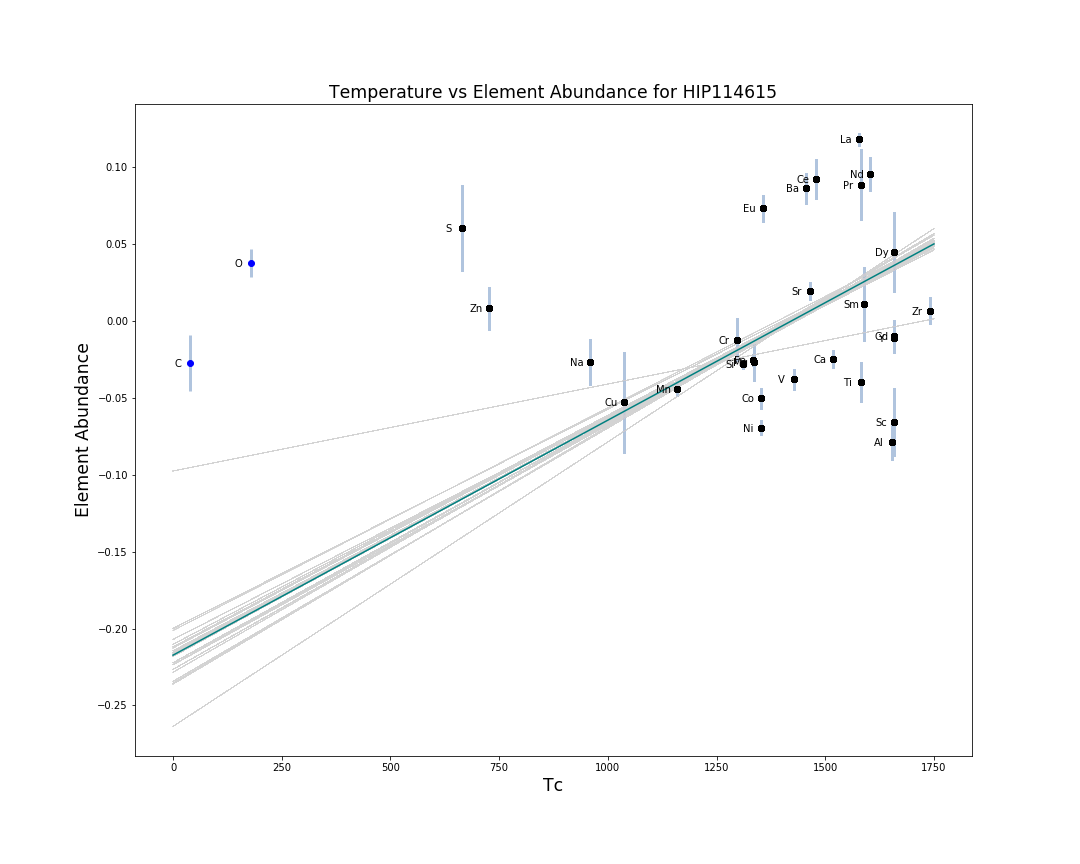 Temperature vs Element Abundance for HIP114615
Element Abundance
0.10
0.05
0.00
−0.05
−0.10
−0.15
−0.20
−0.25
La
Nd
Ce
Pr
Ba
Eu
S
O
Dy
Sr
Sm
Zn
Zr
Cr
Gd
Ca
C
Na
Si
V
Ti
Mn
Co
Cu
Sc
Ni
Al
0
250
500
750
1000
1250
1500
1750
Tc